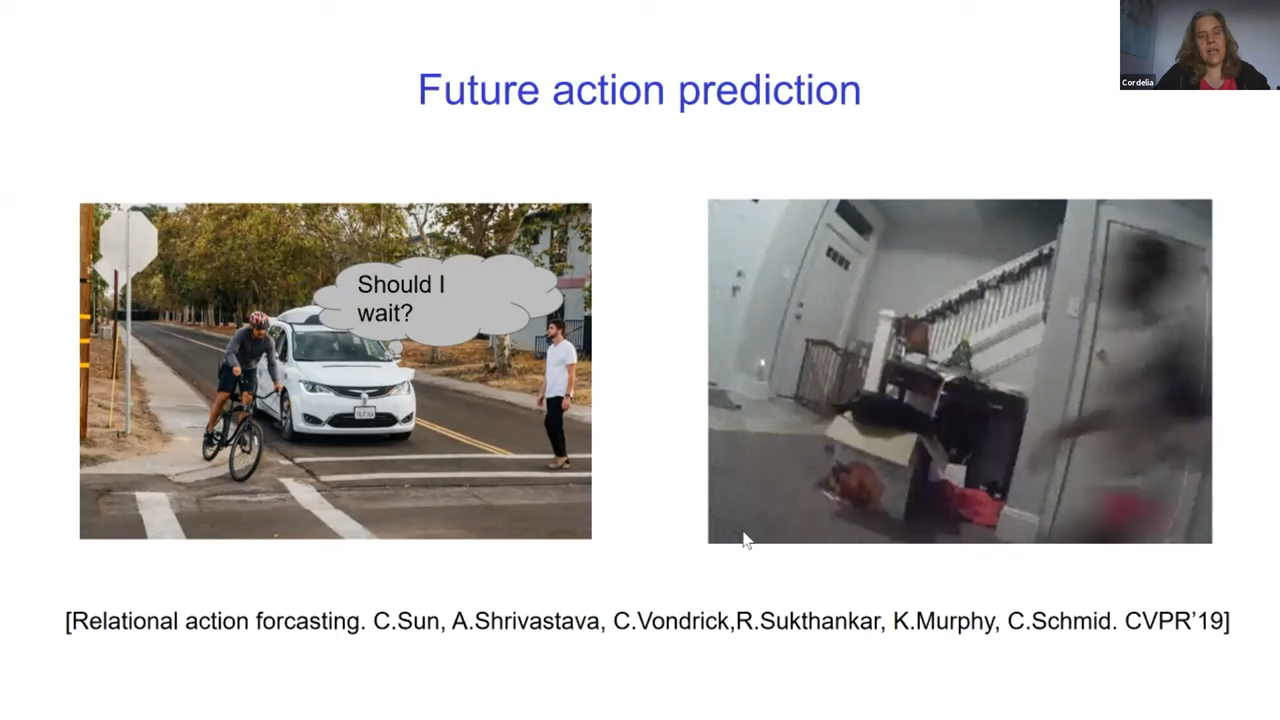 Cordelia
Future action prediction
Should I
wait?
[Relational action forcasting. C.Sun, A.Shrivastava, C.Vondrick,R.Sukthankar, K.Murphy, C.Schmid. CVPR’19]